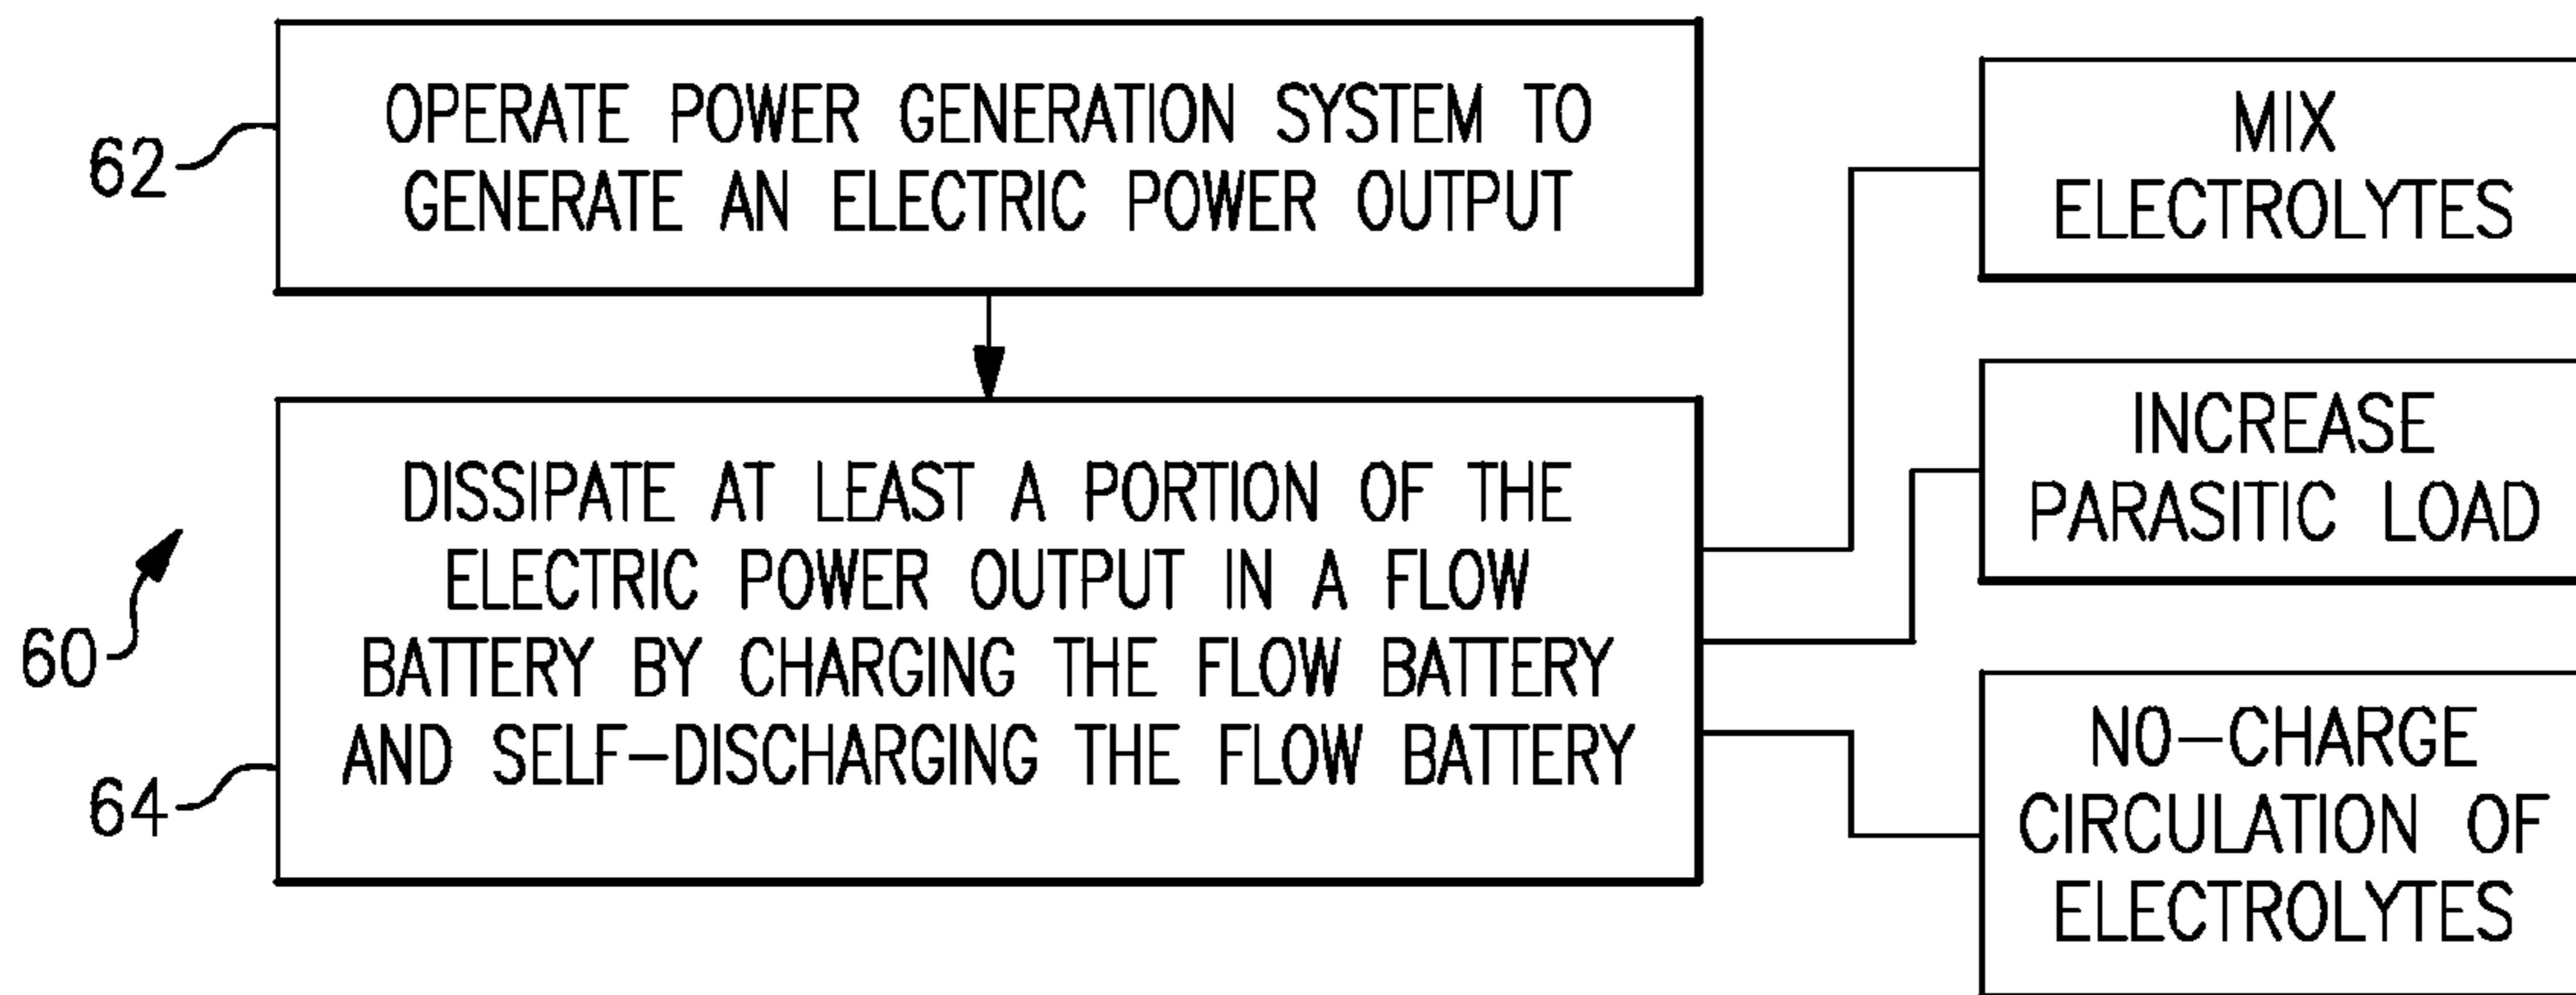 62
OPERATE POWER GENERATION SYSTEM TO
GENERATE AN ELECTRIC POWER OUTPUT
60
64
DISSIPATE AT LEAST A PORTION OF THE
ELECTRIC POWER OUTPUT IN A FLOW
BATTERY BY CHARGING THE FLOW BATTERY
AND SELF-DISCHARGING THE FLOW BATTERY
MIX
ELECTROLYTES
INCREASE
PARASITIC LOAD
NO-CHARGE
CIRCULATION OF
ELECTROLYTES